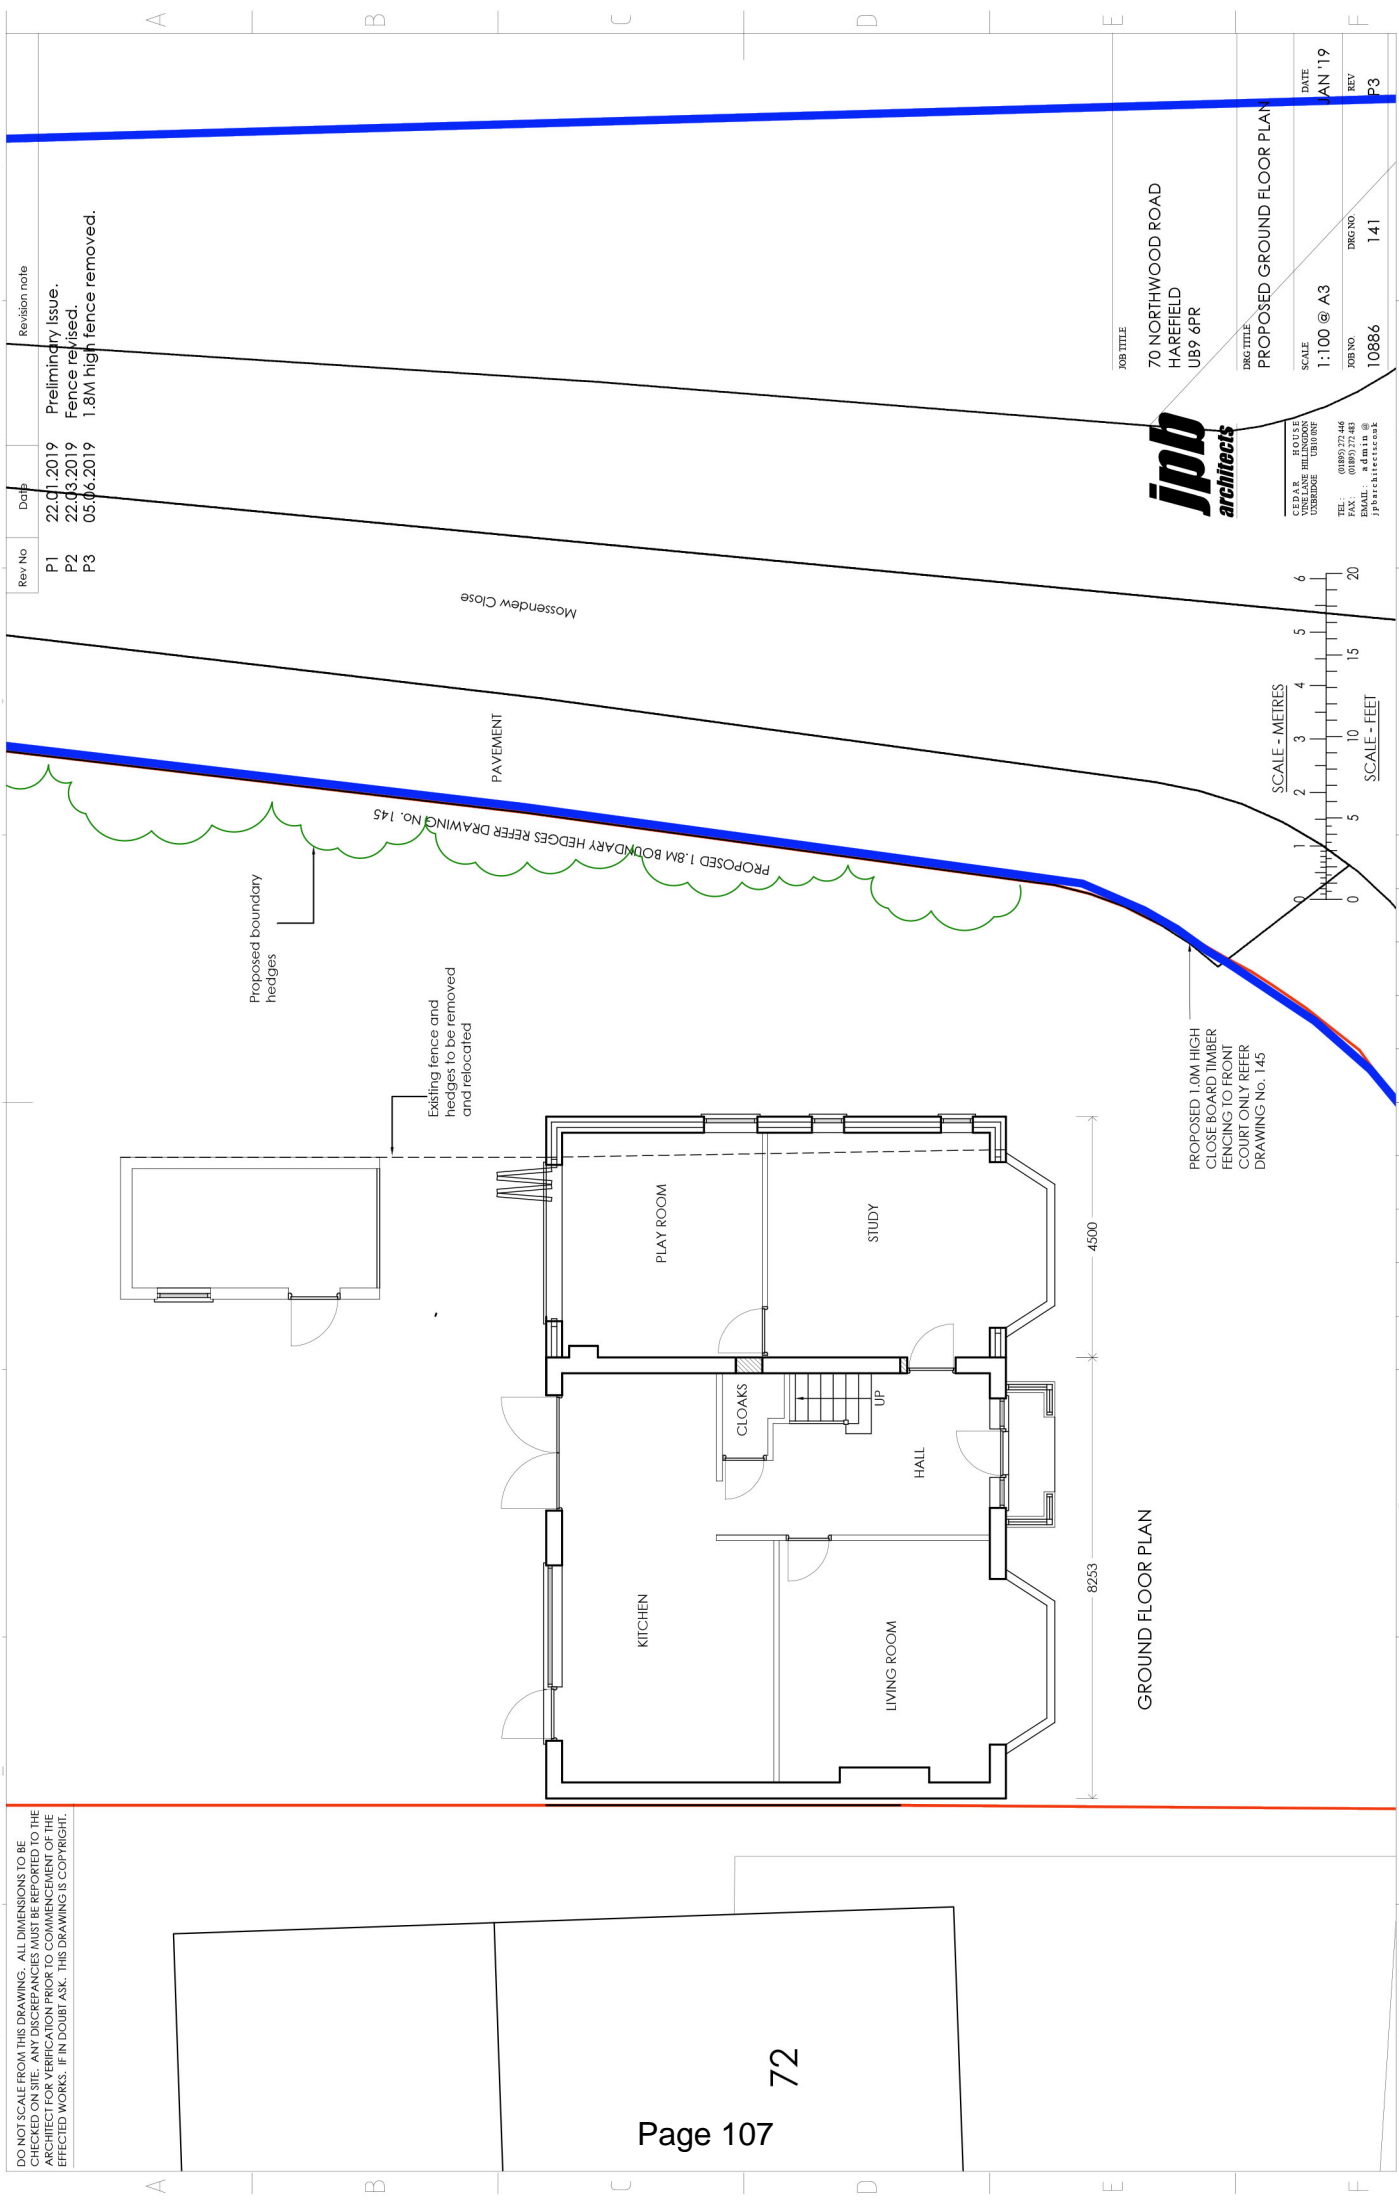 DO NOT SCALE FROM THIS DRAWING. ALL DIMENSIONS TO BE
CHECKED ON SITE. ANY DISCREPANCIES MUST BE REPORTED TO THE
ARCHITECT FOR VERIFICATION PRIOR TO COMMENCEMENT OF THE
EFFECTED WORKS. IF IN DOUBT ASK. THIS DRAWING IS COPYRIGHT.
Rev No Date Revision note
P1 22.01.2019 Preliminary Issue.
P2 22.03.2019 Fence revised.
P3 05.06.2019 1.8M high fence removed.
A
B
C
D
E
F
A
B
C
D
E
F
Proposed boundary
hedges
Existing fence and
hedges to be removed
and relocated
PAVEMENT
Mossendew Close
PROPOSED 1.8M BOUNDARY HEDGES REFER DRAWING No. 145
KITCHEN
PLAY ROOM
CLOAKS
STUDY
UP
HALL
LIVING ROOM
72
8253
4500
GROUND FLOOR PLAN
PROPOSED 1.0M HIGH
CLOSE BOARD TIMBER
FENCING TO FRONT
COURT ONLY REFER
DRAWING No. 145
SCALE - METRES
0 1 2 3 4 5 6
0 5 10 15 20
SCALE - FEET
jpb
architects
CEDAR HOUSE
VINE LANE HILLINGDON
UXBRIDGE UB10 0NF
TEL : (01895) 272 446
FAX : (01895) 272 483
EMAIL : admin @
jpbarchitects.co.uk
JOB TITLE
70 NORTHWOOD ROAD
HAREFIELD
UB9 6PR
DRG TITLE
PROPOSED GROUND FLOOR PLAN
SCALE DATE
1:100 @ A3 JAN '19
JOB NO. DRG NO. REV
10886 141 P3
Page 107